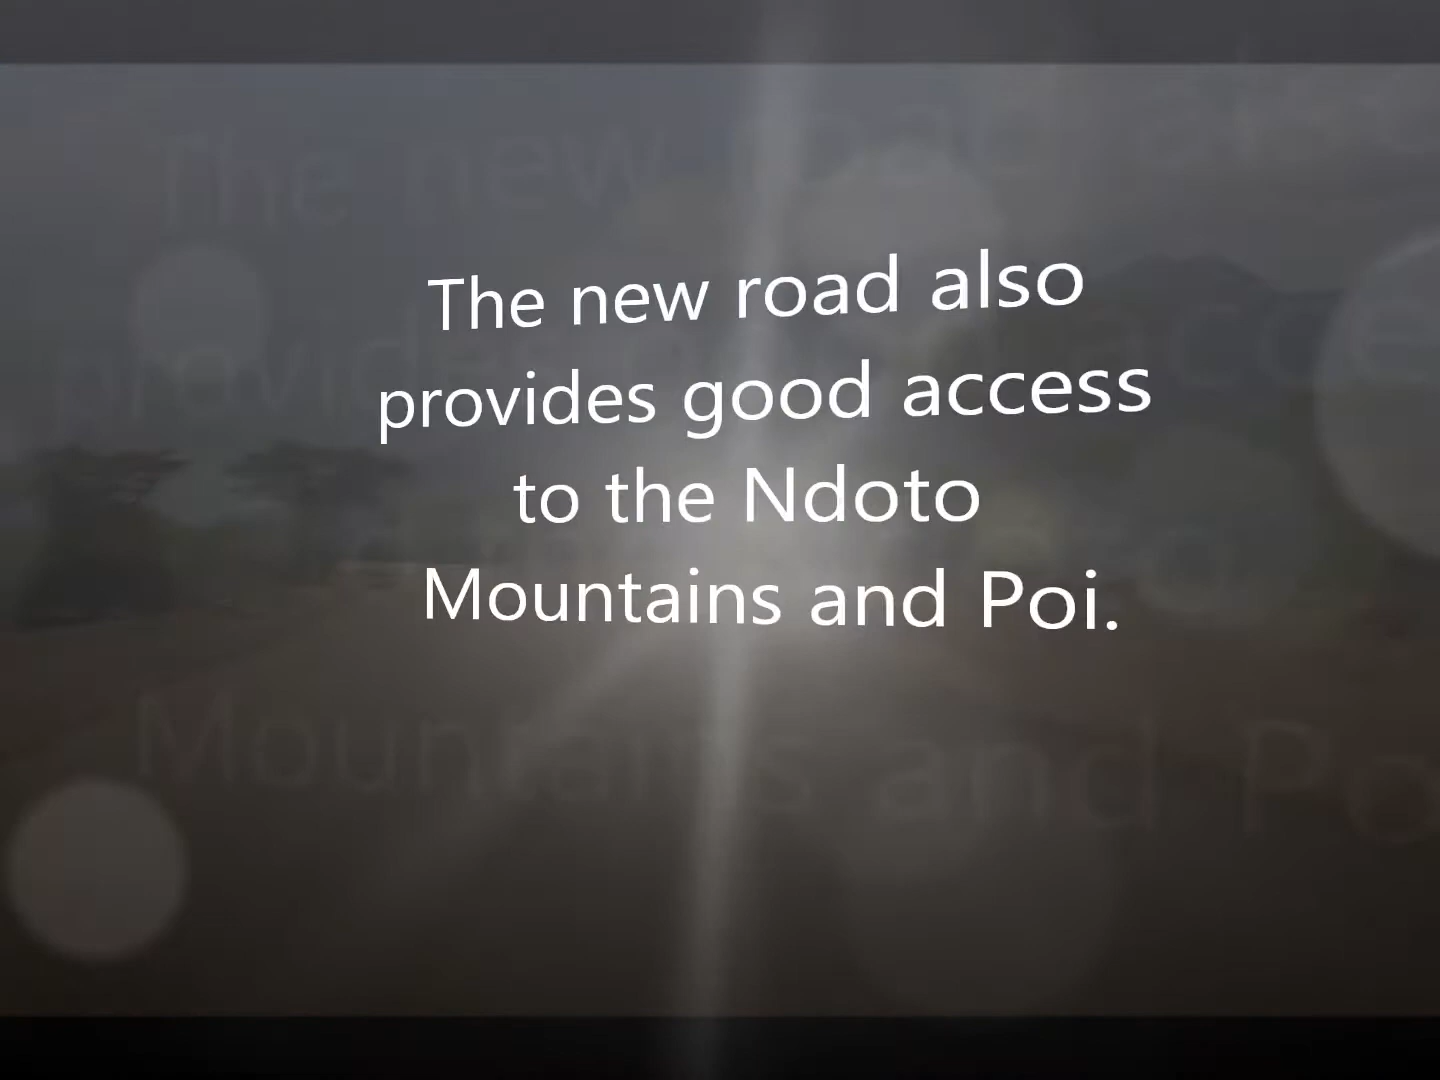 The new road also
provides good access
to the Ndoto
Mountains and Poi.